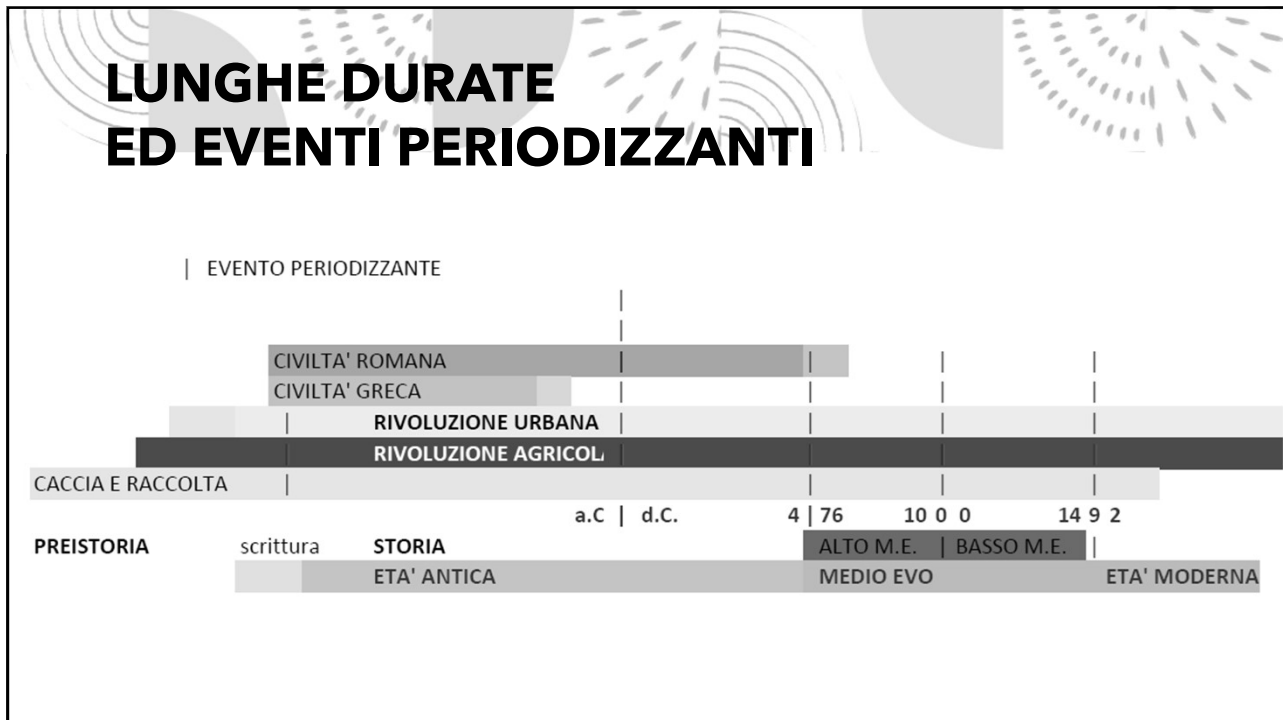 LUNGHE DURATE
ED EVENTI PERIODIZZANTI
| EVENTO PERIODIZZANTE
CIVILTA' ROMANA
CIVILTA' GRECA
RIVOLUZIONE URBANA
RIVOLUZIONE AGRICOL
CACCIA E RACCOLTA
a.C | d.C. 4 | 76 10 0 0 14 9 2
PREISTORIA scrittura STORIA ALTO M.E. | BASSO M.E. |
ETA' ANTICA MEDIO EVO ETA' MODERNA